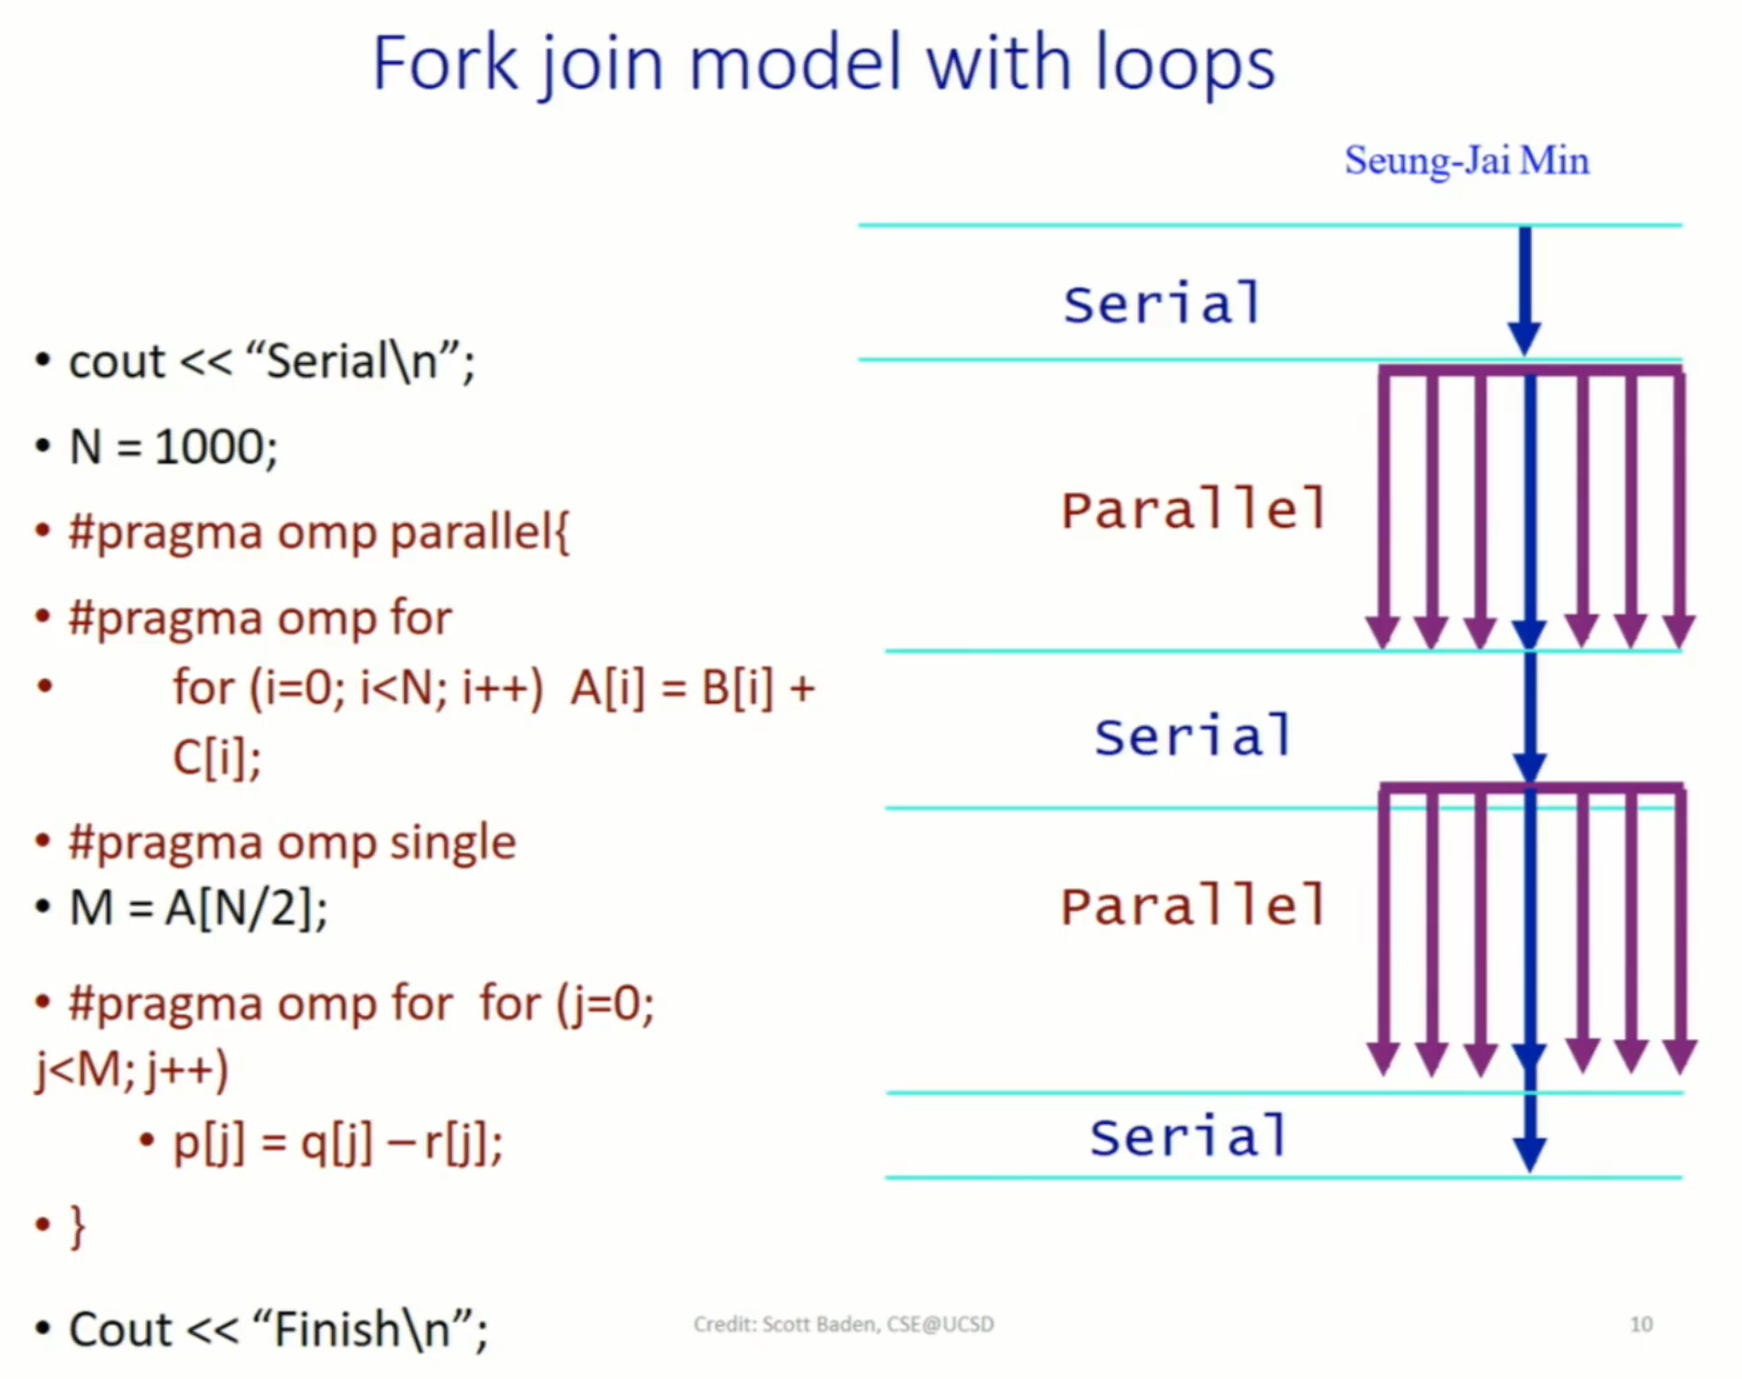 Fork join model with loops
Seung-Jai Min
• cout << “Serial\n”;
• N = 1000;
• #pragma omp parallel{
• #pragma omp for
• for (i=0; i<N; i++) A[i] = B[i] +
C[i];
• #pragma omp single
• M = A[N/2];
• #pragma omp for for (j=0;
j<M; j++)
• p[j] = q[j] – r[j];
• }
• Cout << “Finish\n”;
Serial
Parallel
Serial
Parallel
Serial
Credit: Scott Baden, CSE@UCSD
10